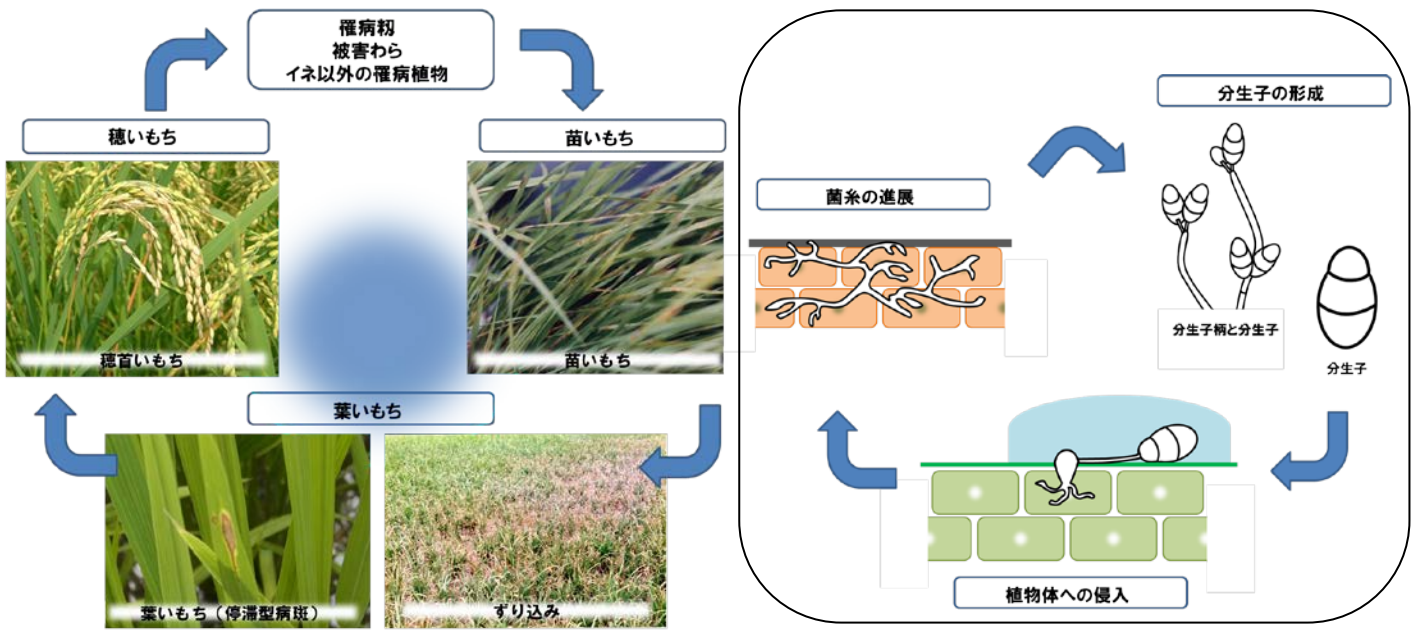 罹病籾
被害わら
イネ以外の罹病植物
穂いもち
苗いもち
穂首いもち
苗いもち
葉いもち
葉いもち（停滞型病斑）
ずり込み
分生子の形成
菌糸の進展
分生子柄と分生子
分生子
植物体への侵入